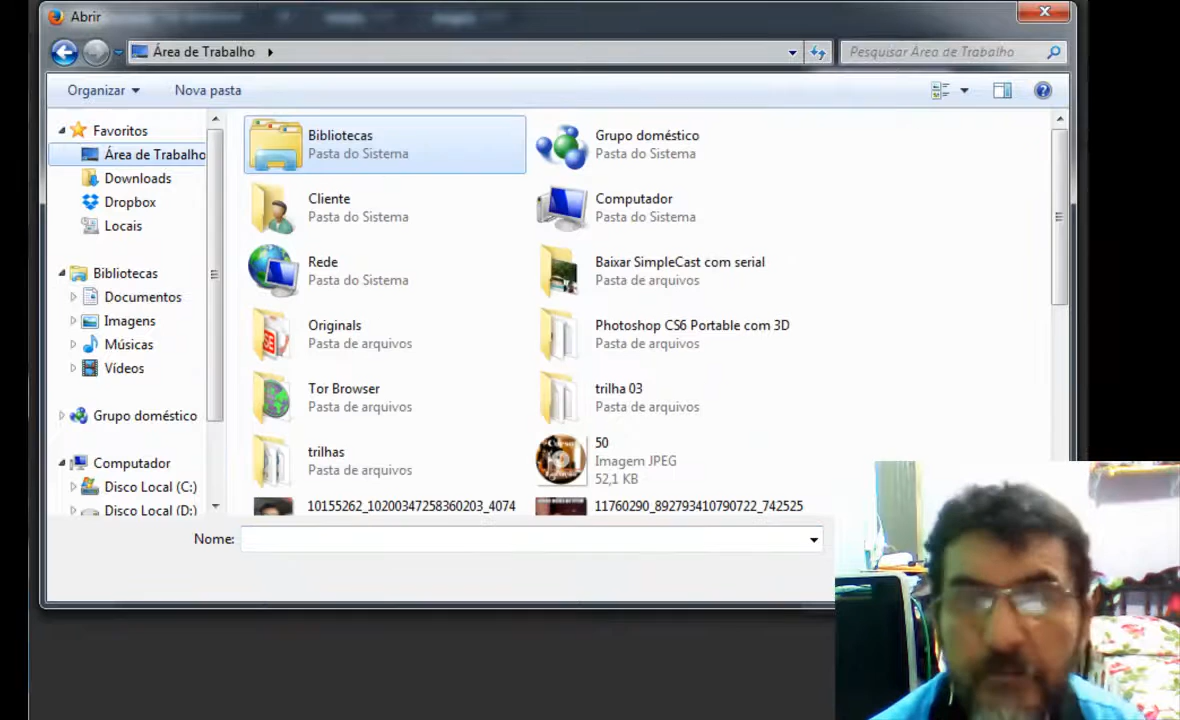 Abrir
Área de Trabalho
Pesquisar Área de Trabalho
Organizar
Nova pasta
Favoritos
Área de Trabalho
Downloads
Dropbox
Locais
Bibliotecas
Documentos
Imagens
Músicas
Vídeos
Grupo doméstico
Computador
Disco Local (C:)
Disco Local (D:)
Bibliotecas
Pasta do Sistema
Grupo doméstico
Pasta do Sistema
Cliente
Pasta do Sistema
Computador
Pasta do Sistema
Rede
Pasta do Sistema
Baixar SimpleCast com serial
Pasta de arquivos
Originals
Pasta de arquivos
Photoshop CS6 Portable com 3D
Pasta de arquivos
Tor Browser
Pasta de arquivos
trilha 03
Pasta de arquivos
trilhas
Pasta de arquivos
50
Imagem JPEG
52,1 KB
10155262_10200347258360203_4074
11760290_892793410790722_742525
Nome: